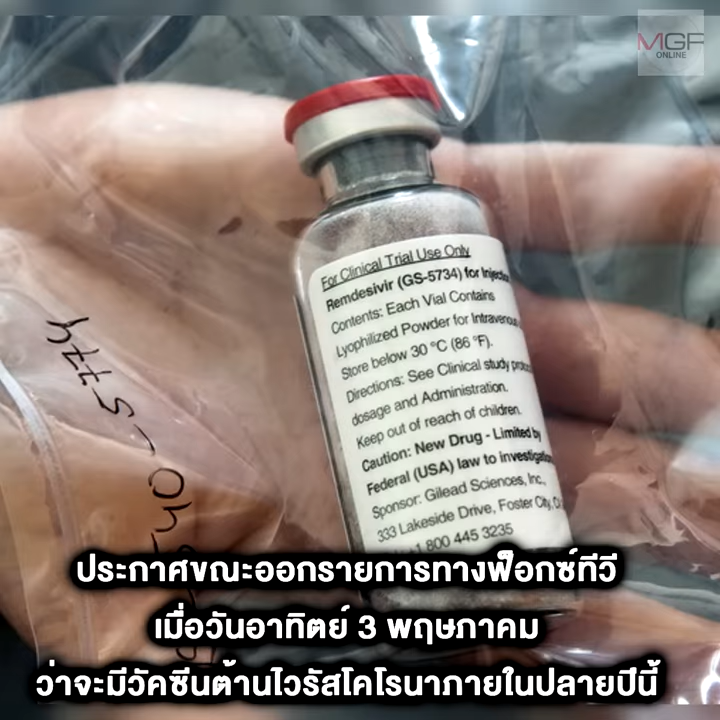 MGR
ONLINE
For Clinical Trial Use Only
Remdesivir (GS-5734) for Injection
Contents: Each Vial Contains
Lyophilized Powder for Intravenous
Store below 30 °C (86 °F).
Directions: See Clinical study
dosage and Administration.
Keep out of reach of children.
Caution: New Drug - Limited by
Federal (USA) law to
Sponsor: Gilead Sciences, Inc.,
333 Lakeside Drive, Foster City,
1 800 445 3235
ประกาศขณะออกรายการทางฟ็อกซ์ทีวี
เมื่อวันอาทิตย์ 3 พฤษภาคม
ว่าจะมีวัคซีนต้านไวรัสโคโรนาภายในปลายปีนี้